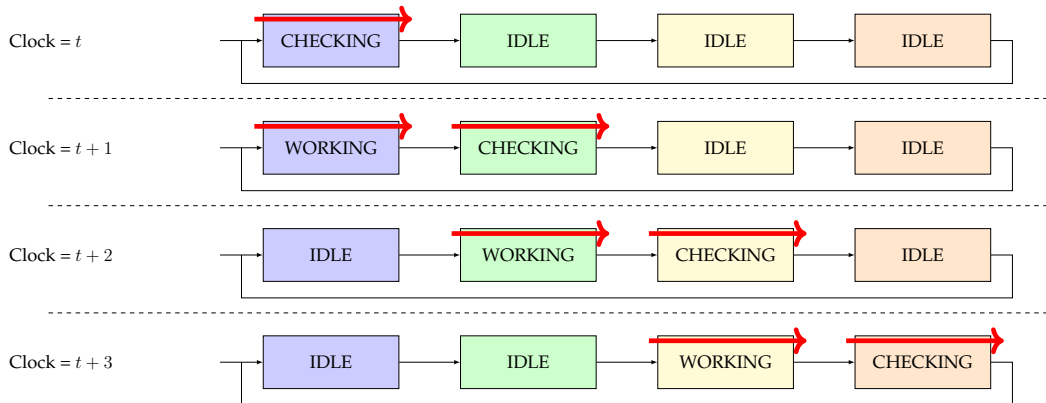 Clock = t CHECKING IDLE IDLE IDLE
Clock = t + 1 WORKING CHECKING IDLE IDLE
Clock = t + 2 IDLE WORKING CHECKING IDLE
Clock = t + 3 IDLE IDLE WORKING CHECKING